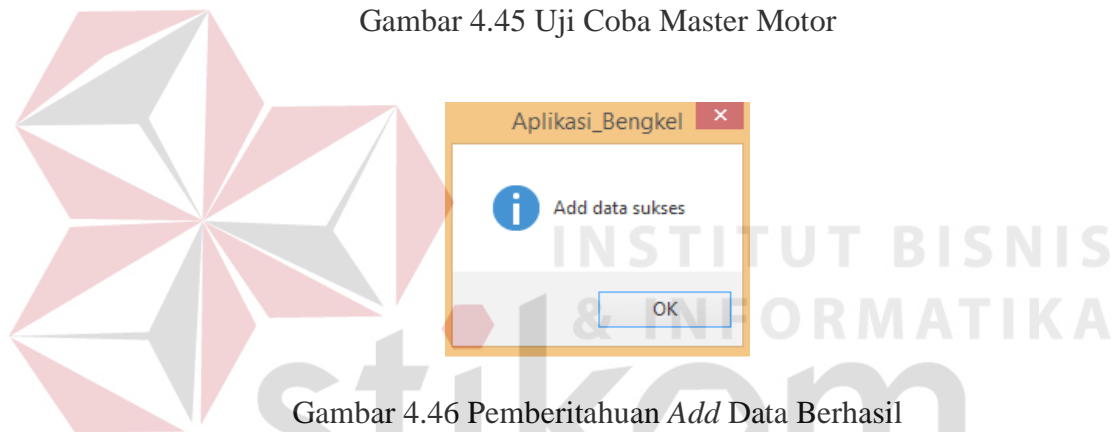 Gambar 4.45 Uji Coba Master Motor
Aplikasi_Bengkel
Add data sukses
INSTITUT BISNIS
OK
& INFORMATIKA
stikom
Gambar 4.46 Pemberitahuan Add Data Berhasil